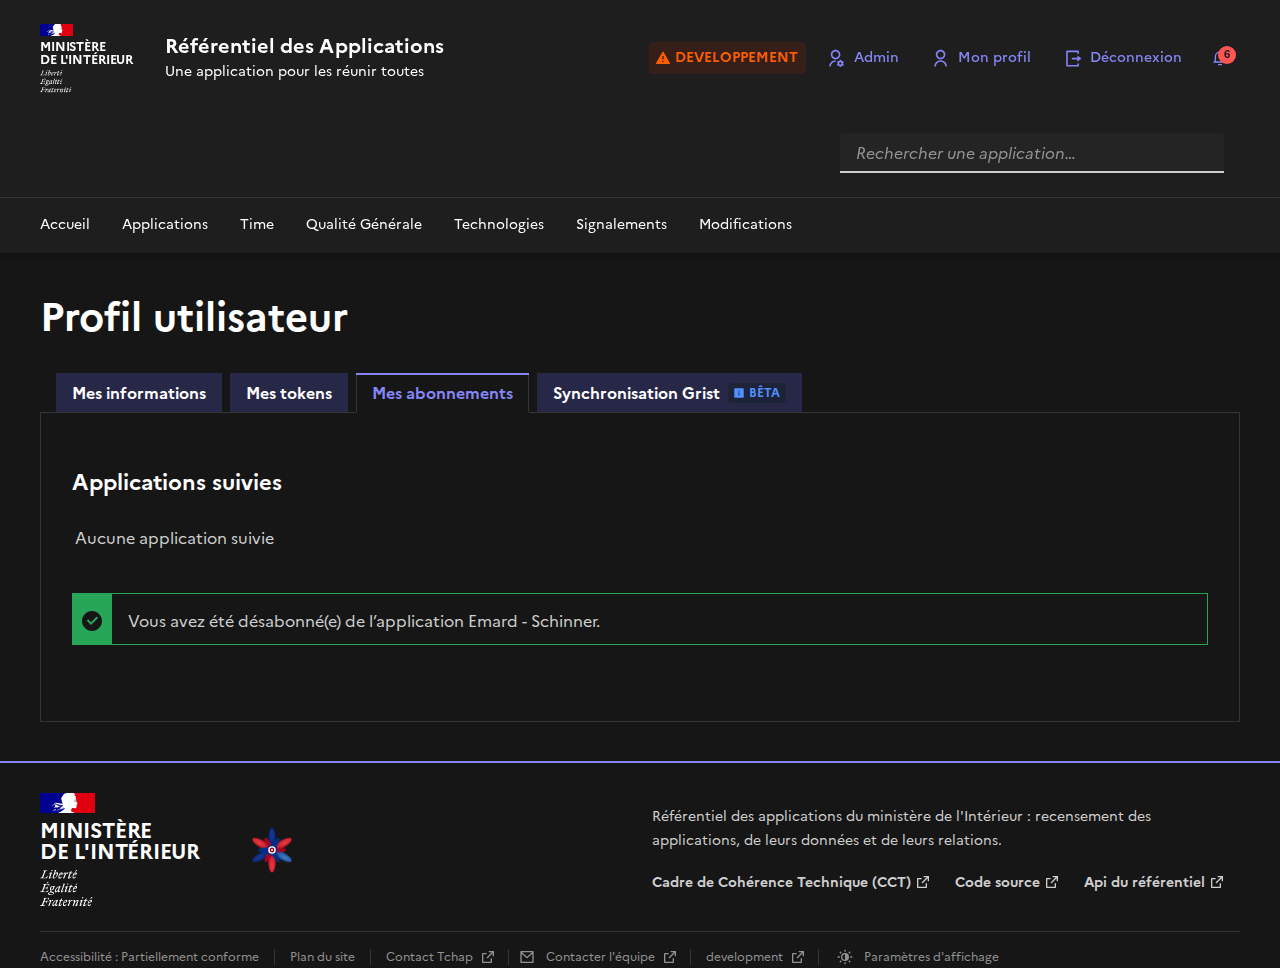 MINISTÈRE
DE L'INTÉRIEUR
Liberté
Égalité
Fraternité
Référentiel des Applications
Une application pour les réunir toutes
DEVELOPPEMENT
Admin
Mon profil
Déconnexion
6
Rechercher une application…
Accueil
Applications
Time
Qualité Générale
Technologies
Signalements
Modifications
Profil utilisateur
Mes informations
Mes tokens
Mes abonnements
Synchronisation Grist
BÊTA
Applications suivies
Aucune application suivie
Vous avez été désabonné(e) de l’application Emard - Schinner.
MINISTÈRE
DE L'INTÉRIEUR
Liberté
Égalité
Fraternité
Référentiel des applications du ministère de l'Intérieur : recensement des
applications, de leurs données et de leurs relations.
Cadre de Cohérence Technique (CCT)
Code source
Api du référentiel
Accessibilité : Partiellement conforme
Plan du site
Contact Tchap
Contacter l'équipe
development
Paramètres d'affichage